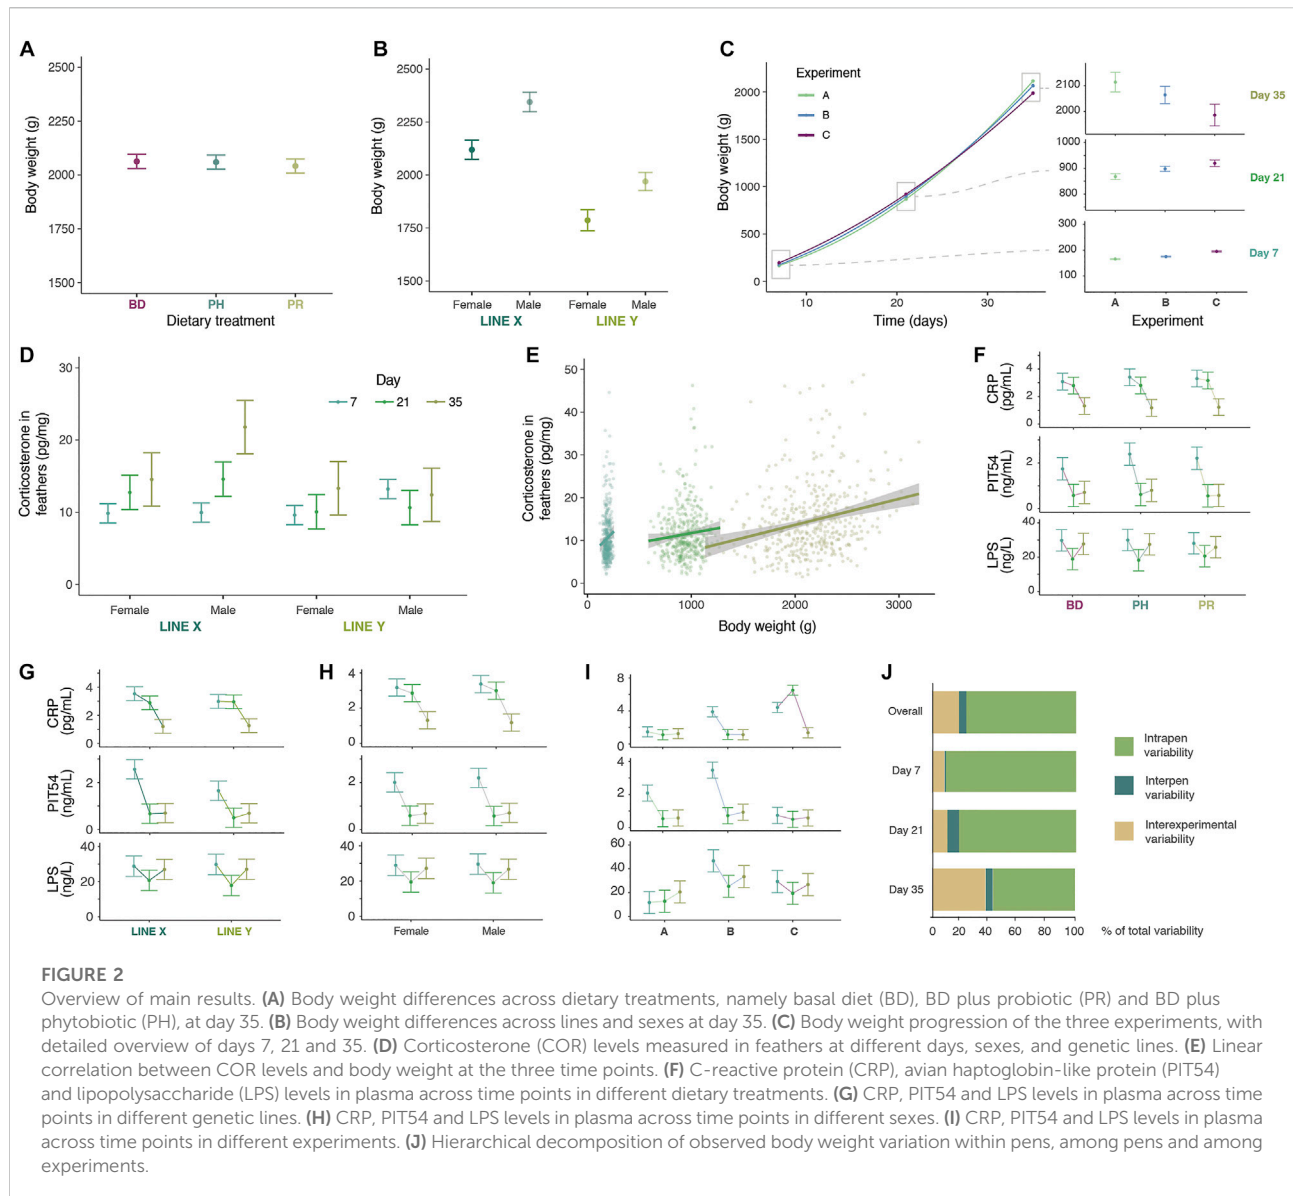 A
Body weight (g)
2500
2250
2000
1750
1500
BD
PH
PR
Dietary treatment
B
Body weight (g)
2500
2250
2000
1750
1500
Female
Male
Female
Male
LINE X
LINE Y
C
Body weight (g)
2000
1500
1000
500
0
Experiment
A
B
C
10
20
30
Time (days)
2100
2000
Day 35
1000
900
800
Day 21
300
200
100
Day 7
A
B
C
Experiment
D
Corticosterone in
feathers (pg/mg)
30
20
10
0
Day
7
21
35
Female
Male
Female
Male
LINE X
LINE Y
E
Corticosterone in
feathers (pg/mg)
50
40
30
20
10
0
0
1000
2000
3000
Body weight (g)
F
CRP
(pg/mL)
4
2
0
PIT54
(ng/mL)
2
0
LPS
(ng/L)
40
20
0
BD
PH
PR
G
CRP
(pg/mL)
4
2
0
PIT54
(ng/mL)
2
0
LPS
(ng/L)
40
20
0
LINE X
LINE Y
H
4
2
0
2
0
40
20
0
Female
Male
I
8
4
0
4
2
0
60
40
20
0
A
B
C
J
Overall
Day 7
Day 21
Day 35
0
20
40
60
80
100
% of total variability
Intrapen
variability
Interpen
variability
Interexperimental
variability
FIGURE 2
Overview of main results. (A) Body weight differences across dietary treatments, namely basal diet (BD), BD plus probiotic (PR) and BD plus
phytobiotic (PH), at day 35. (B) Body weight differences across lines and sexes at day 35. (C) Body weight progression of the three experiments, with
detailed overview of days 7, 21 and 35. (D) Corticosterone (COR) levels measured in feathers at different days, sexes, and genetic lines. (E) Linear
correlation between COR levels and body weight at the three time points. (F) C-reactive protein (CRP), avian haptoglobin-like protein (PIT54)
and lipopolysaccharide (LPS) levels in plasma across time points in different dietary treatments. (G) CRP, PIT54 and LPS levels in plasma across time
points in different genetic lines. (H) CRP, PIT54 and LPS levels in plasma across time points in different sexes. (I) CRP, PIT54 and LPS levels in plasma
across time points in different experiments. (J) Hierarchical decomposition of observed body weight variation within pens, among pens and among
experiments.